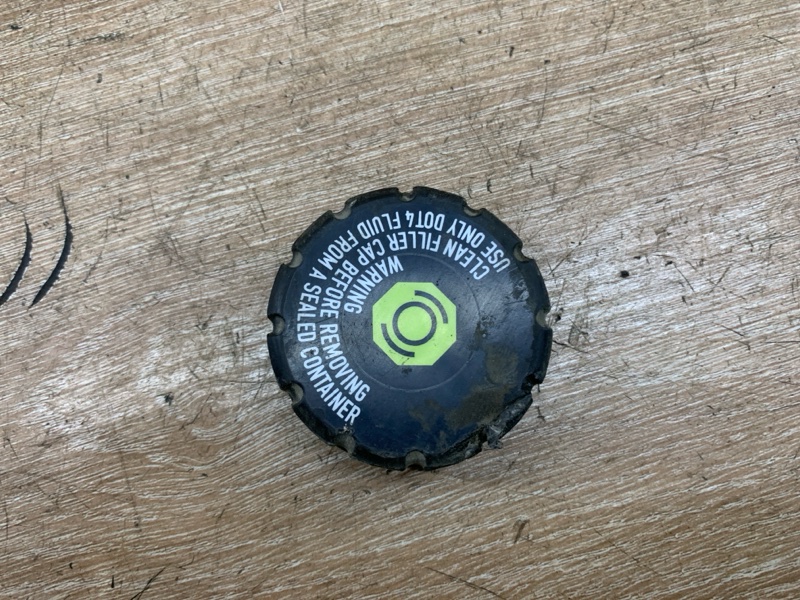 WARNING
CLEAN FILLER CAP BEFORE REMOVING
USE ONLY DOT4 FLUID FROM A SEALED CONTAINER